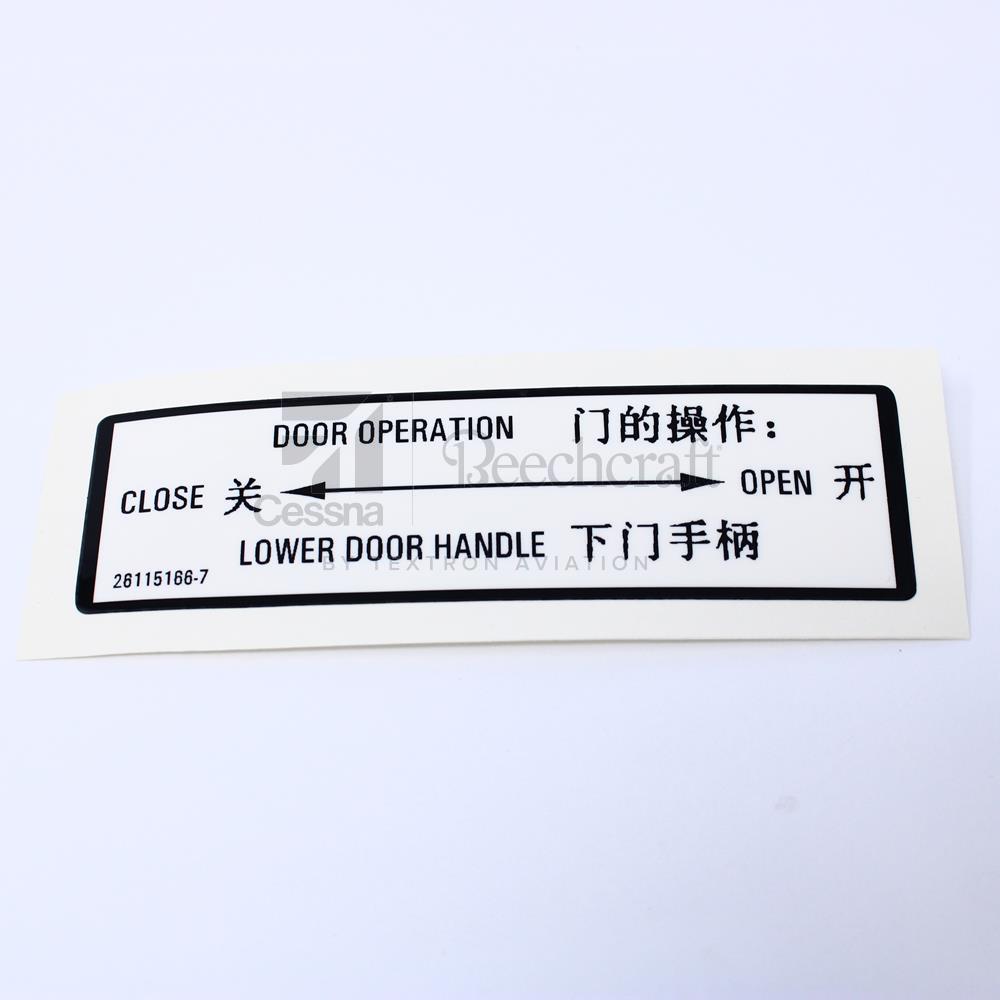 DOOR OPERATION 门的操作：
CLOSE 关 OPEN 开
LOWER DOOR HANDLE 下门手柄
26115166-7
Cessna
Beechcraft
BY TEXTRON AVIATION